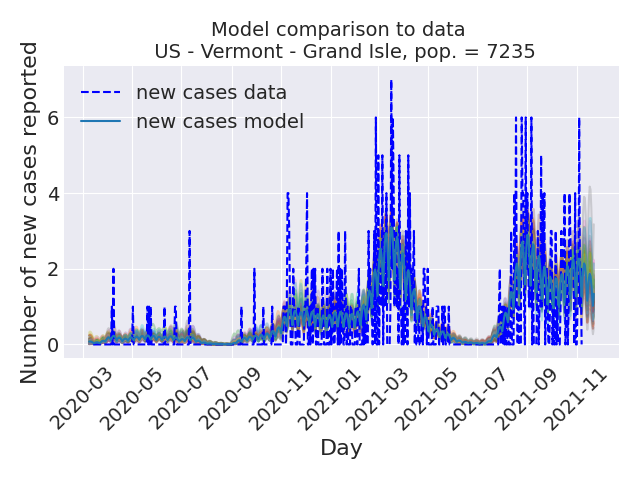 Model comparison to data
US - Vermont - Grand Isle, pop. = 7235
Number of new cases reported
6
4
2
0
new cases data
new cases model
2020-03
2020-05
2020-07
2020-09
2020-11
2021-01
2021-03
2021-05
2021-07
2021-09
2021-11
Day